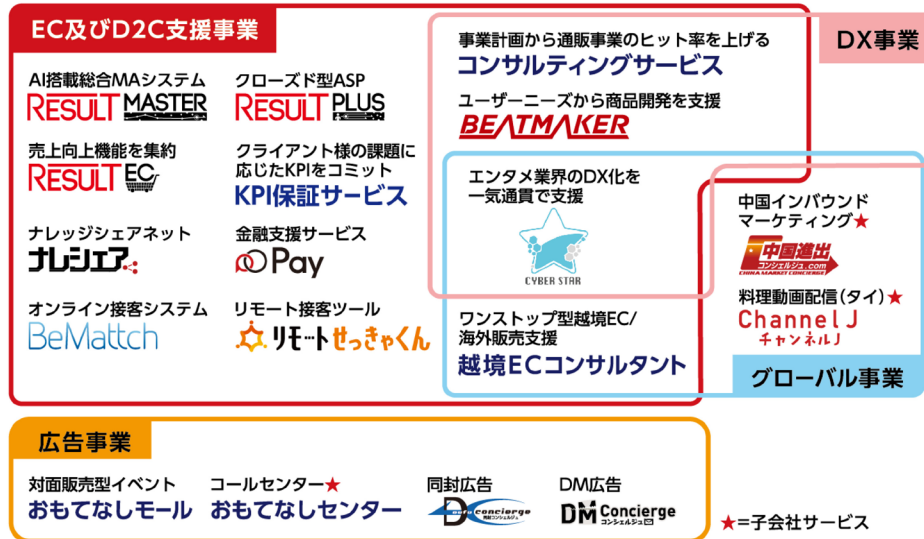 EC及びD2C支援事業
AI搭載総合MAシステム
RESULT MASTER
クローズド型ASP
RESULT PLUS
売上向上機能を集約
RESULT EC
クライアント様の課題に
応じたKPIをコミット
KPI保証サービス
ナレッジシェアネット
ナレシェア
金融支援サービス
Pay
オンライン接客システム
BeMattch
リモート接客ツール
リモートせっきゃくん
DX事業
事業計画から通販事業のヒット率を上げる
コンサルティングサービス
ユーザーニーズから商品開発を支援
BEATMAKER
エンタメ業界のDX化を
一気通貫で支援
CYBER STAR
ワンストップ型越境EC/
海外販売支援
越境ECコンサルタント
中国インバウンド
マーケティング★
中国進出
コンシェルジュ.com
CHINA MARKET CONCIERGE
料理動画配信(タイ)★
Channel J
チャンネルJ
グローバル事業
広告事業
対面販売型イベント
おもてなしモール
コールセンター★
おもてなしセンター
同封広告
concierge
同封コンシェルジュ
DM広告
DM Concierge
コンシェルジュ
★=子会社サービス